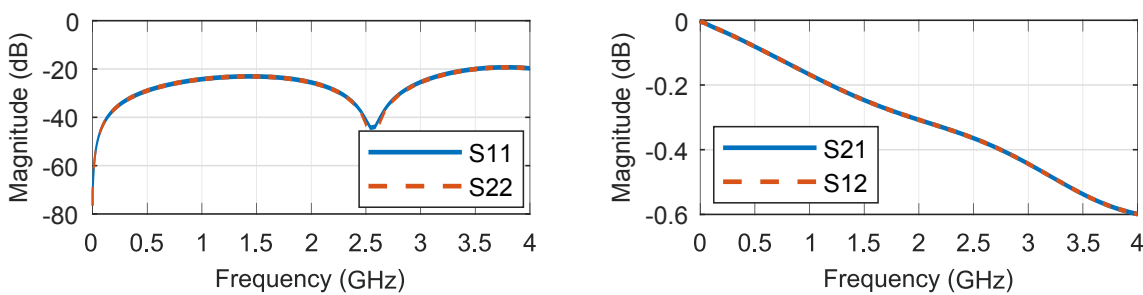 0
-20
-40
-60
-80
Magnitude (dB)
S11
S22
0 0.5 1 1.5 2 2.5 3 3.5 4
Frequency (GHz)
0
-0.2
-0.4
-0.6
Magnitude (dB)
S21
S12
0 0.5 1 1.5 2 2.5 3 3.5 4
Frequency (GHz)